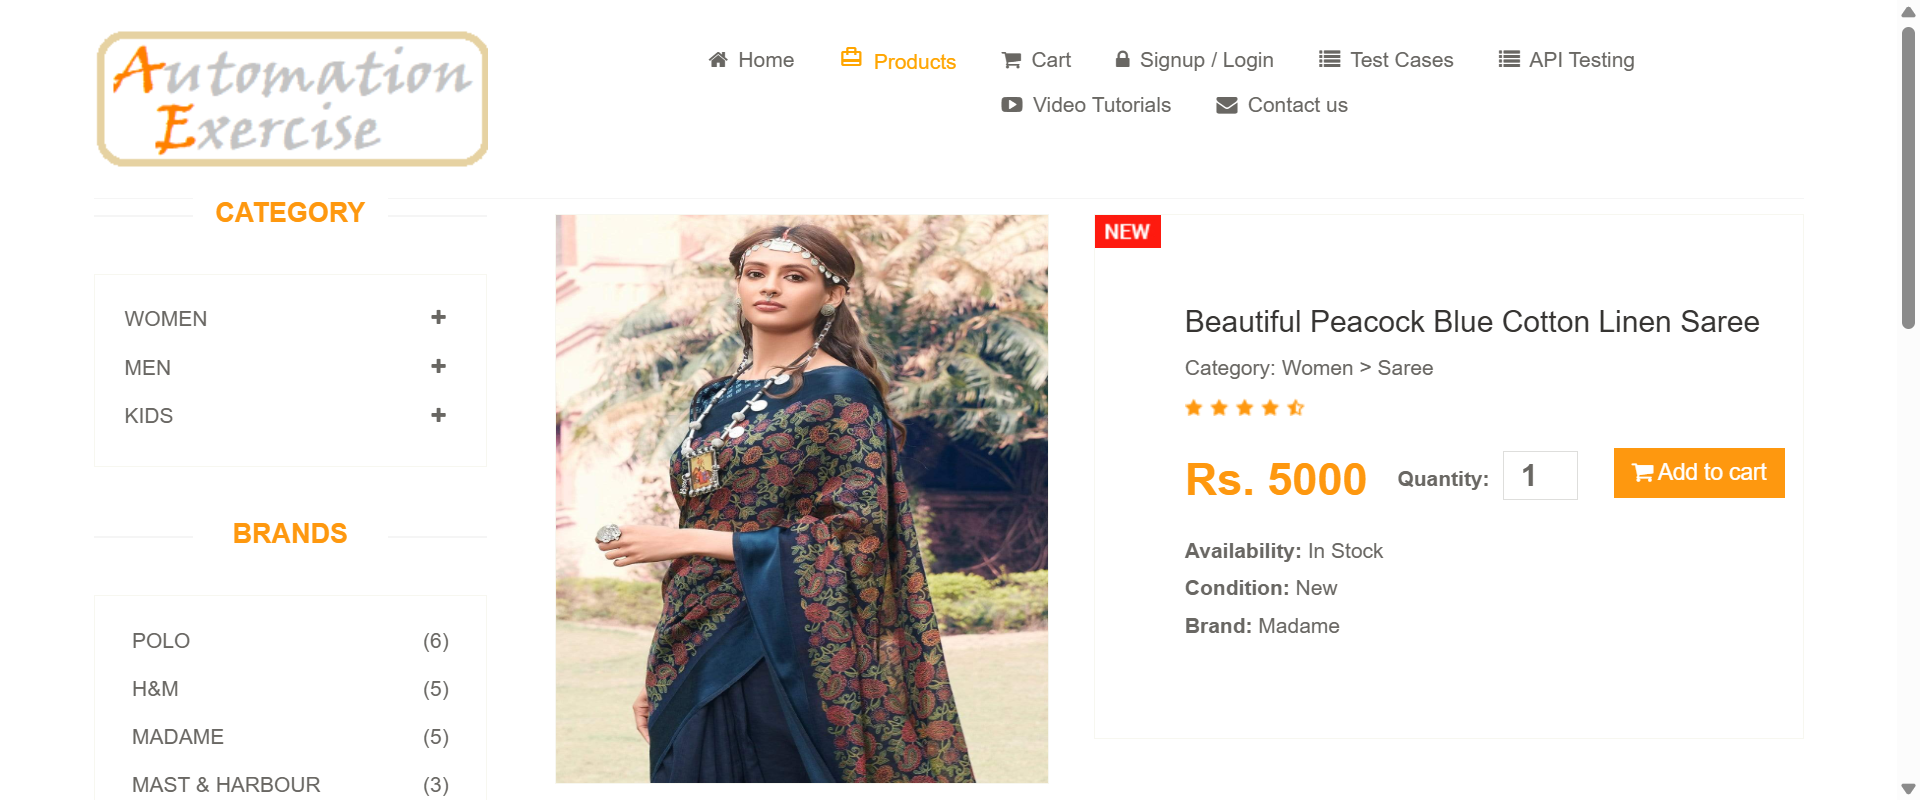 Automation
Exercise
Home
Products
Cart
Signup / Login
Test Cases
API Testing
Video Tutorials
Contact us
CATEGORY
WOMEN
MEN
KIDS
BRANDS
POLO (6)
H&M (5)
MADAME (5)
MAST & HARBOUR (3)
NEW
Beautiful Peacock Blue Cotton Linen Saree
Category: Women > Saree
Rs. 5000 Quantity: 1 Add to cart
Availability: In Stock
Condition: New
Brand: Madame